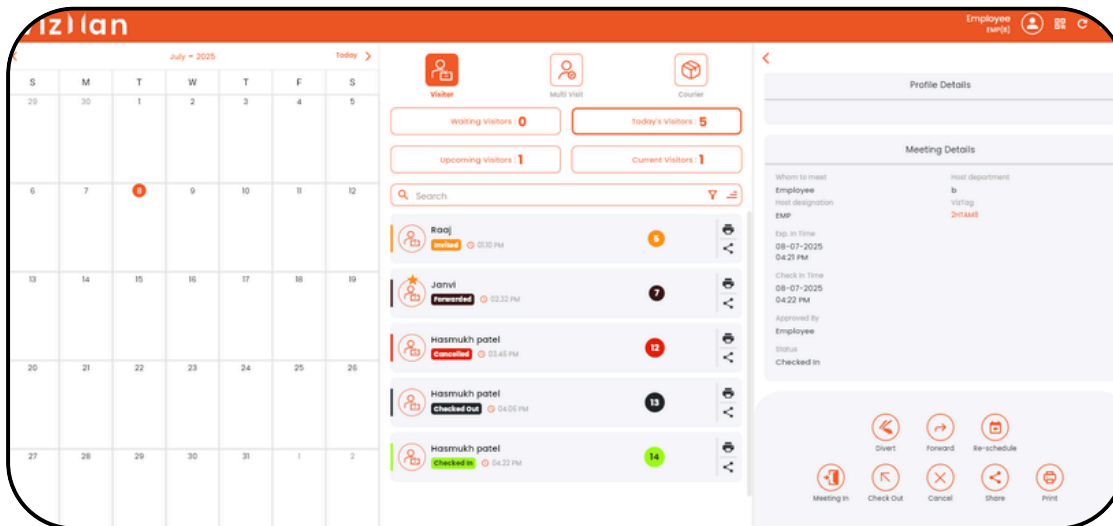 Vizman
Employee
EMP(B)
July - 2025
Today
S M T W T F S
29 30 1 2 3 4 5
6 7 8 9 10 11 12
13 14 15 16 17 18 19
20 21 22 23 24 25 26
27 28 29 30 31 1 2
Visitor
Multi Visit
Courier
Waiting Visitors : 0
Today's Visitors : 5
Upcoming Visitors : 1
Current Visitors : 1
Search
Raaj
Invited 01:10 PM
6
Janvi
Forwarded 02:32 PM
7
Hasmukh patel
Cancelled 03:45 PM
12
Hasmukh patel
Checked Out 04:05 PM
13
Hasmukh patel
Checked In 04:22 PM
14
Profile Details
Meeting Details
Whom to meet
Employee
Host department
b
Host designation
EMP
VizTag
2HTAM8
Exp. In Time
08-07-2025
04:21 PM
Check In Time
08-07-2025
04:22 PM
Approved By
Employee
Status
Checked In
Divert
Forward
Re-schedule
Meeting In
Check Out
Cancel
Share
Print